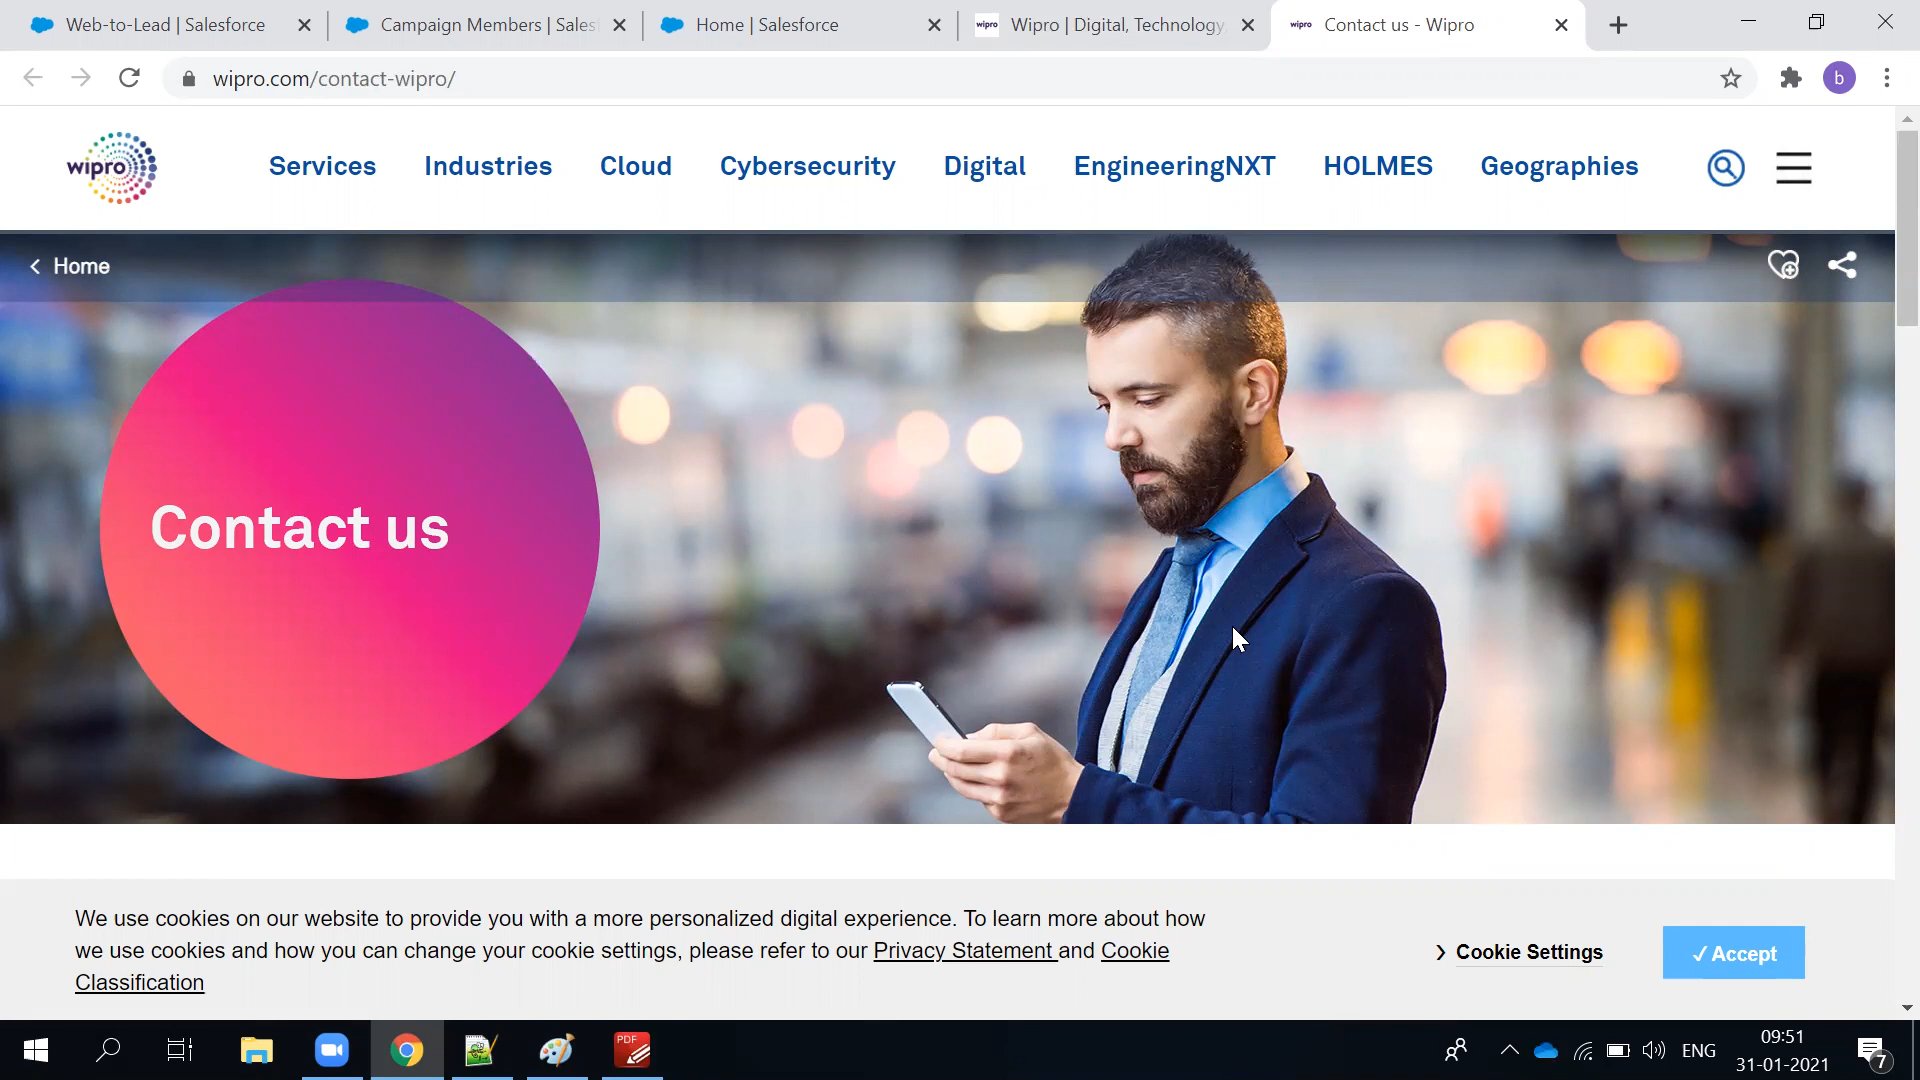 Web-to-Lead | Salesforce
Campaign Members | Sales
Home | Salesforce
wipro
Wipro | Digital, Technology,
wipro
Contact us - Wipro
wipro.com/contact-wipro/
b
wipro
Services
Industries
Cloud
Cybersecurity
Digital
EngineeringNXT
HOLMES
Geographies
Home
Contact us
We use cookies on our website to provide you with a more personalized digital experience. To learn more about how
we use cookies and how you can change your cookie settings, please refer to our Privacy Statement and Cookie
Classification
Cookie Settings
✓ Accept
PDF
ENG
09:51
31-01-2021
7